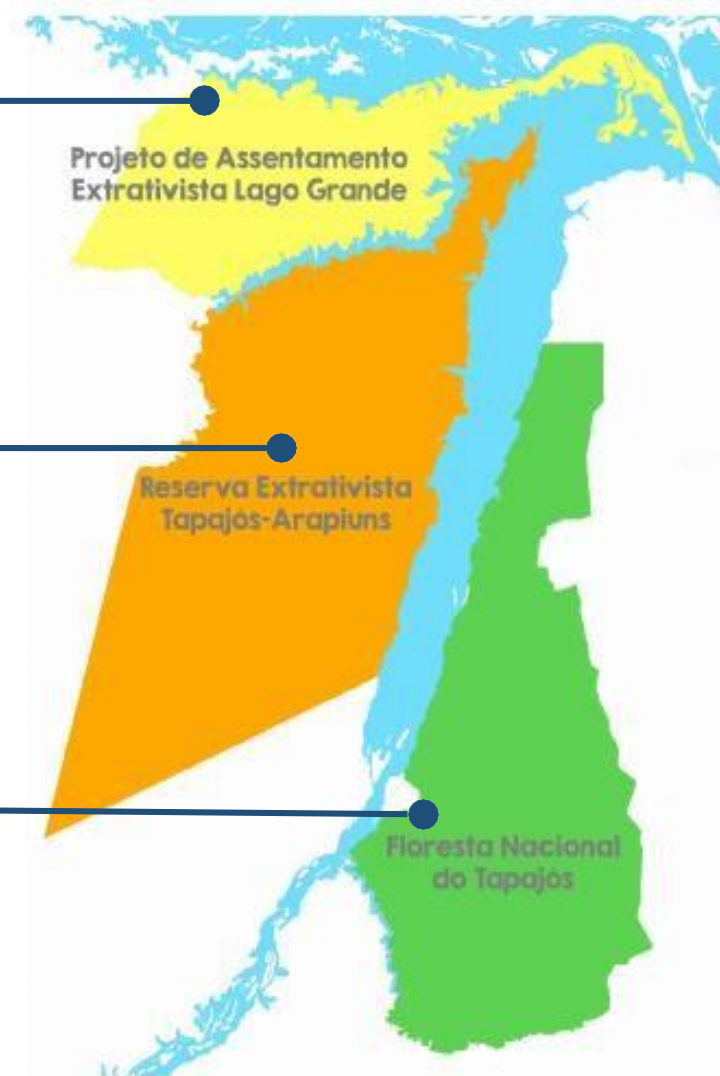 Projeto de Assentamento
Extrativista Lago Grande
Reserva Extrativista
Tapajós-Arapiuns
Floresta Nacional
do Tapajós